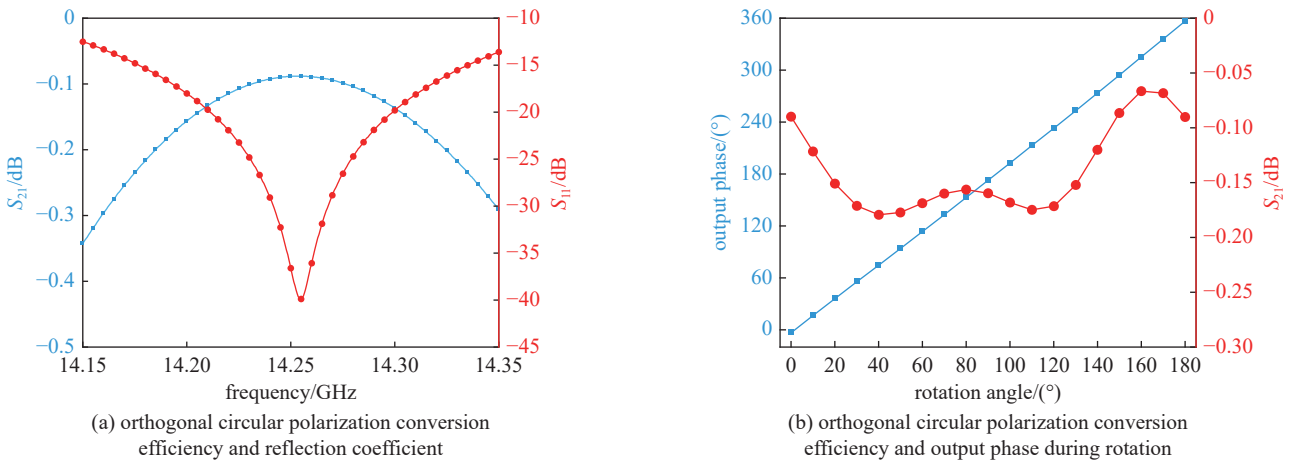 0
−0.1
−0.2
−0.3
−0.4
−0.5
S21/dB
−10
−15
−20
−25
−30
−35
−40
−45
S11/dB
14.15 14.20 14.25 14.30 14.35
frequency/GHz
(a) orthogonal circular polarization conversion
efficiency and reflection coefficient
360
300
240
180
120
60
0
output phase/(°)
0
−0.05
−0.10
−0.15
−0.20
−0.25
−0.30
S21/dB
0 20 40 60 80 100 120 140 160 180
rotation angle/(°)
(b) orthogonal circular polarization conversion
efficiency and output phase during rotation